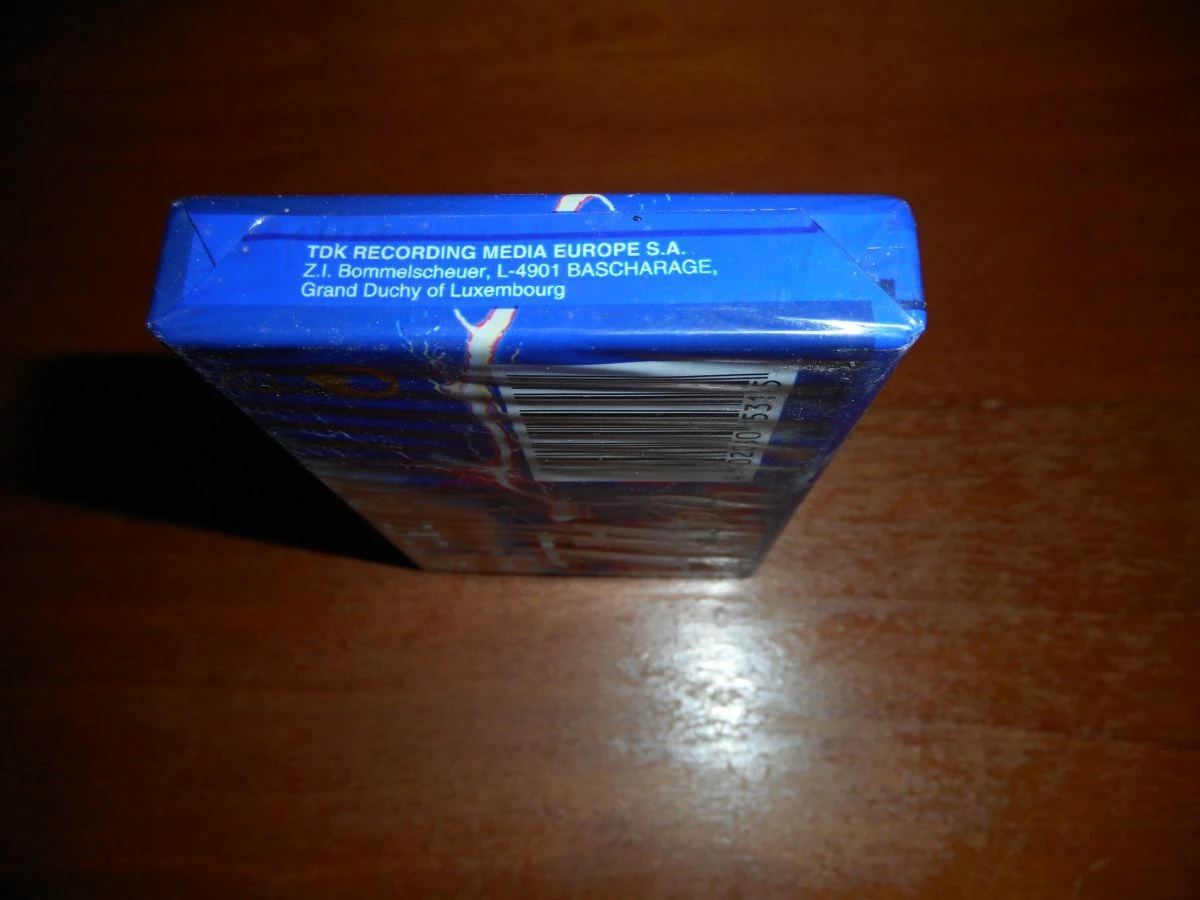 TDK RECORDING MEDIA EUROPE S.A.
Z.I. Bommelscheuer, L-4901 BASCHARAGE,
Grand Duchy of Luxembourg